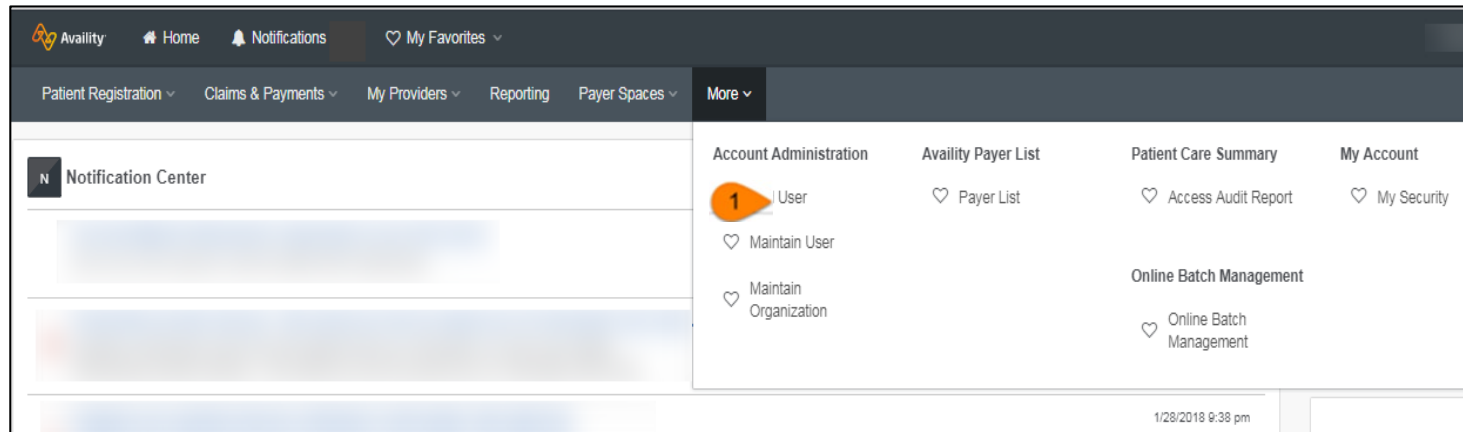 Availity Home Notifications My Favorites
Patient Registration Claims & Payments My Providers Reporting Payer Spaces More
Account Administration Availity Payer List Patient Care Summary My Account
N Notification Center
1 User Payer List Access Audit Report My Security
Maintain User
Online Batch Management
Maintain
Organization
Online Batch
Management
1/28/2018 9:38 pm